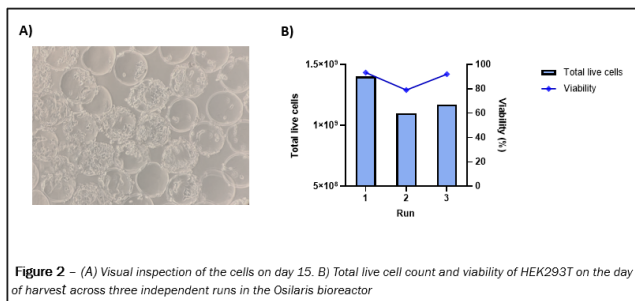 A)
B)
1.5×10⁹
1×10⁹
5×10⁸
Total live cells
100
80
60
40
20
0
Viability (%)
1 2 3
Run
Total live cells
Viability
Figure 2 – (A) Visual inspection of the cells on day 15. B) Total live cell count and viability of HEK293T on the day
of harvest across three independent runs in the Osilaris bioreactor